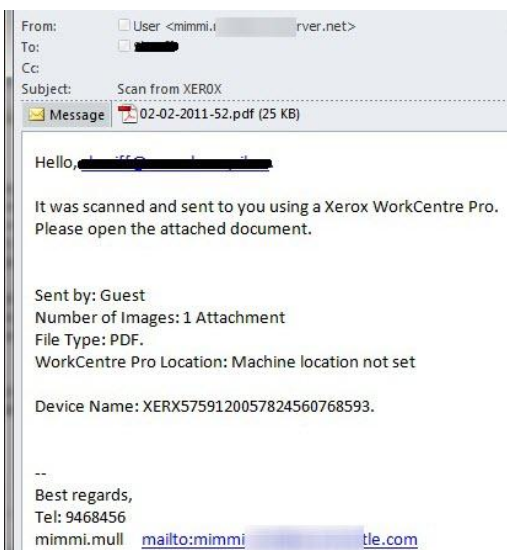 From: User <mimmi. rver.net>
To:
Cc:
Subject: Scan from XER0X
Message 02-02-2011-52.pdf (25 KB)
Hello,
It was scanned and sent to you using a Xerox WorkCentre Pro.
Please open the attached document.
Sent by: Guest
Number of Images: 1 Attachment
File Type: PDF.
WorkCentre Pro Location: Machine location not set
Device Name: XERX5759120057824560768593.
--
Best regards,
Tel: 9468456
mimmi.mull mailto:mimmi tle.com